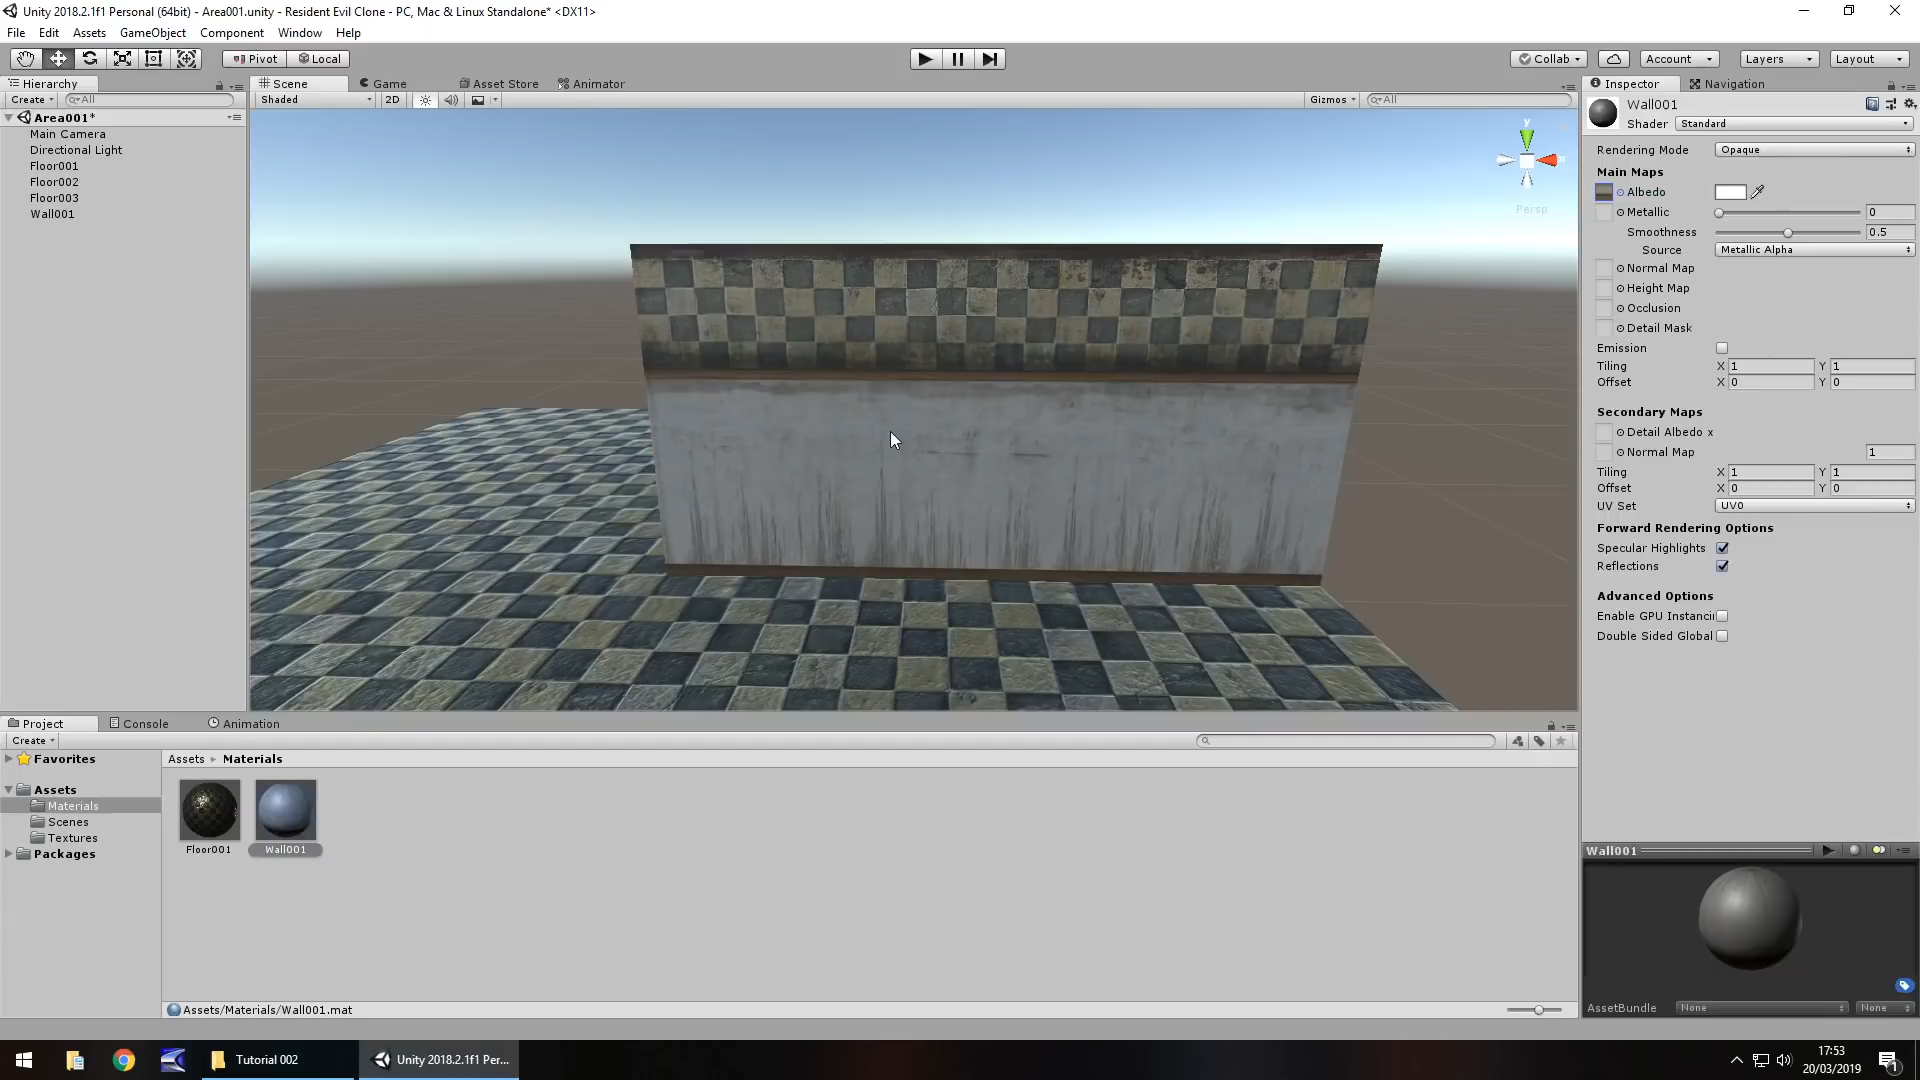 Unity 2018.2.1f1 Personal (64bit) - Area001.unity - Resident Evil Clone - PC, Mac & Linux Standalone* <DX11>
File Edit Assets GameObject Component Window Help
Pivot Local Collab Account Layers Layout
Hierarchy
Create All
Area001*
Main Camera
Directional Light
Floor001
Floor002
Floor003
Wall001
Scene Game Asset Store Animator
Shaded 2D Gizmos All
y
Persp
Inspector Navigation
Wall001
Shader Standard
Rendering Mode Opaque
Main Maps
Albedo
Metallic 0
Smoothness 0.5
Source Metallic Alpha
Normal Map
Height Map
Occlusion
Detail Mask
Emission
Tiling X 1 Y 1
Offset X 0 Y 0
Secondary Maps
Detail Albedo x
Normal Map 1
Tiling X 1 Y 1
Offset X 0 Y 0
UV Set UV0
Forward Rendering Options
Specular Highlights
Reflections
Advanced Options
Enable GPU Instanci
Double Sided Global
Project Console Animation
Create
Favorites
Assets
Materials
Scenes
Textures
Packages
Assets Materials
Floor001 Wall001
Assets/Materials/Wall001.mat
Wall001
AssetBundle None None
Tutorial 002
Unity 2018.2.1f1 Per...
17:53
20/03/2019
1